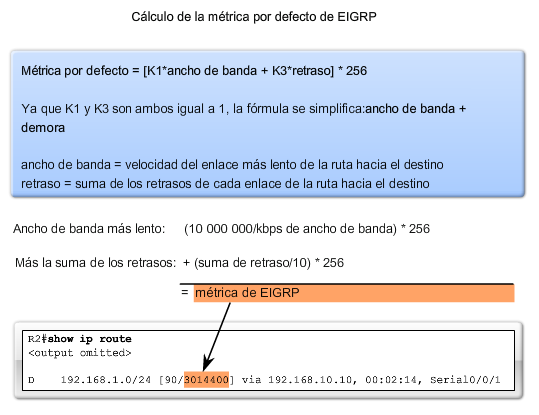 Cálculo de la métrica por defecto de EIGRP
Métrica por defecto = [K1*ancho de banda + K3*retraso] * 256
Ya que K1 y K3 son ambos igual a 1, la fórmula se simplifica:ancho de banda +
demora
ancho de banda = velocidad del enlace más lento de la ruta hacia el destino
retraso = suma de los retrasos de cada enlace de la ruta hacia el destino
Ancho de banda más lento: (10 000 000/kbps de ancho de banda) * 256
Más la suma de los retrasos: + (suma de retraso/10) * 256
= métrica de EIGRP
R2#show ip route
<output omitted>
D 192.168.1.0/24 [90/3014400] via 192.168.10.10, 00:02:14, Serial0/0/1